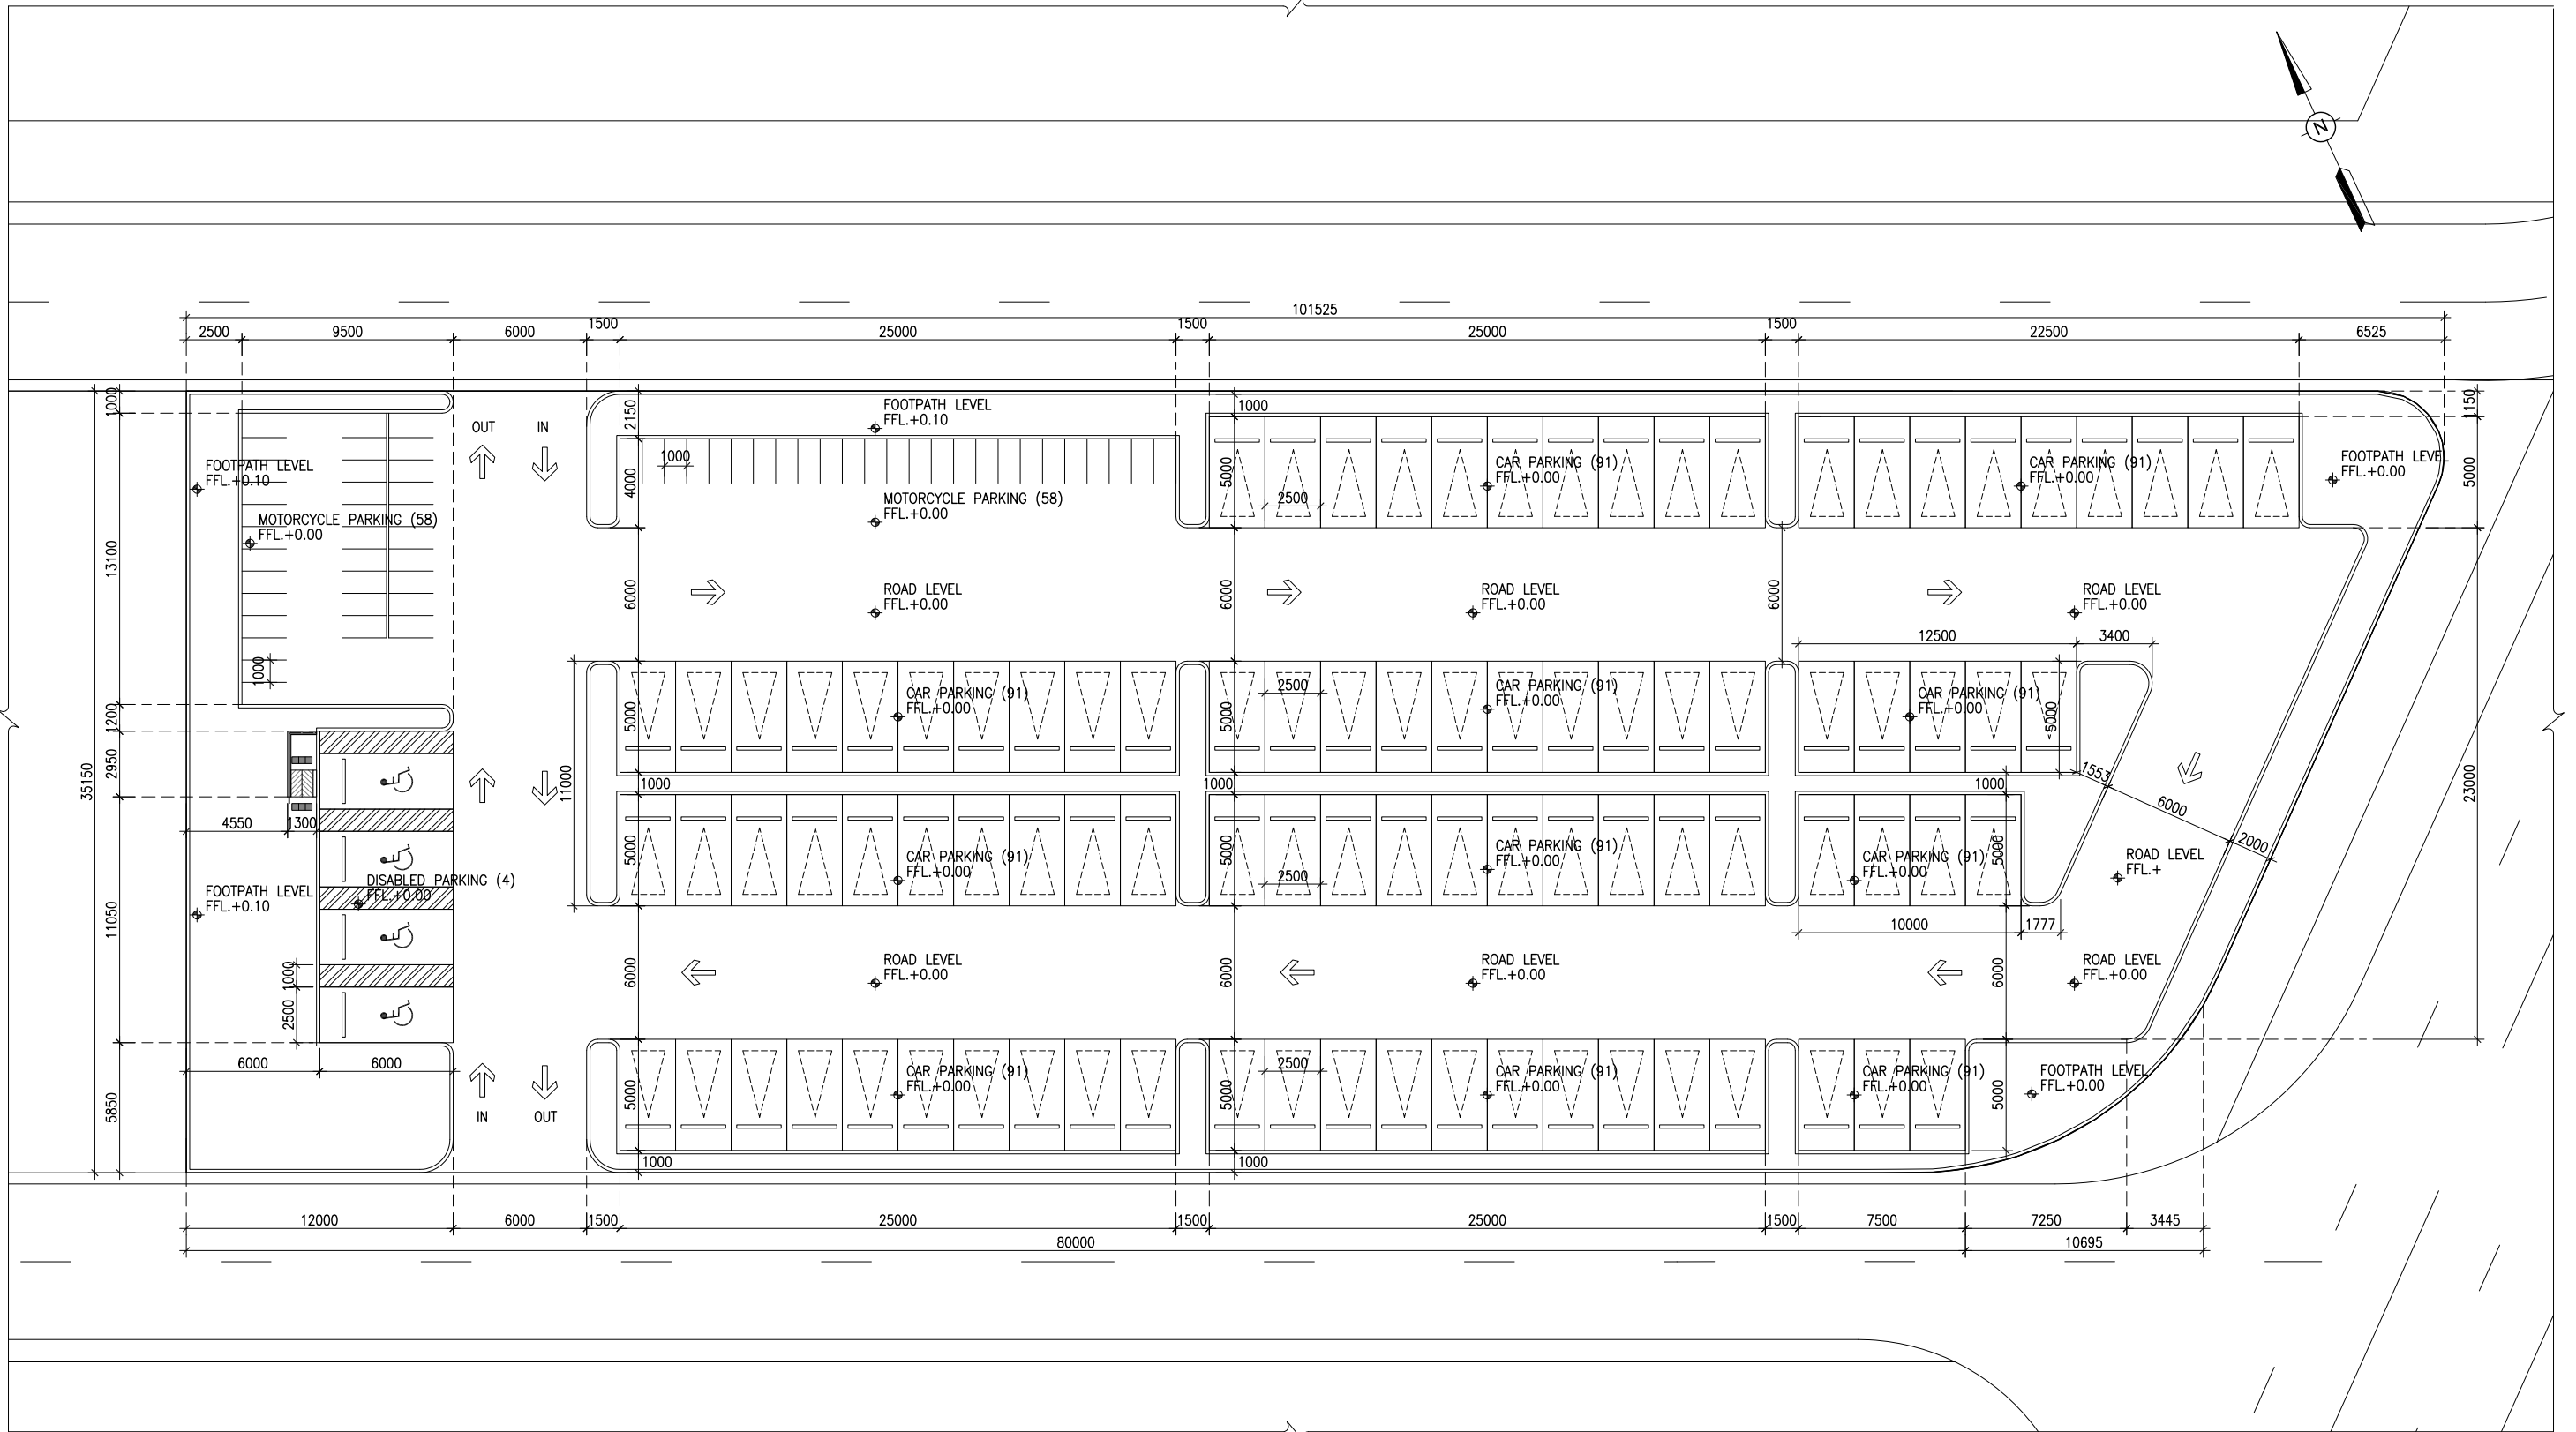 N
101525
2500
9500
6000
1500
25000
1500
25000
1500
22500
6525
1000
13100
1200
2950
11050
5850
35150
OUT
IN
2150
FOOTPATH LEVEL
FFL.+0.10
1000
1150
FOOTPATH LEVEL
FFL.+0.10
4000
1000
MOTORCYCLE PARKING (58)
FFL.+0.00
5000
2500
CAR PARKING (91)
FFL.+0.00
CAR PARKING (91)
FFL.+0.00
FOOTPATH LEVEL
FFL.+0.00
5000
MOTORCYCLE PARKING (58)
FFL.+0.00
1000
6000
ROAD LEVEL
FFL.+0.00
6000
ROAD LEVEL
FFL.+0.00
6000
ROAD LEVEL
FFL.+0.00
12500
3400
11000
5000
CAR PARKING (91)
FFL.+0.00
5000
2500
CAR PARKING (91)
FFL.+0.00
CAR PARKING (91)
FFL.+0.00
5000
1000
1000
1000
1553
6000
2000
23000
4550
1300
5000
CAR PARKING (91)
FFL.+0.00
5000
2500
CAR PARKING (91)
FFL.+0.00
CAR PARKING (91)
FFL.+0.00
5000
ROAD LEVEL
FFL.+
FOOTPATH LEVEL
FFL.+0.10
DISABLED PARKING (4)
FFL.+0.00
10000
1777
1000
2500
6000
ROAD LEVEL
FFL.+0.00
6000
ROAD LEVEL
FFL.+0.00
6000
ROAD LEVEL
FFL.+0.00
6000
6000
IN
OUT
5000
CAR PARKING (91)
FFL.+0.00
5000
2500
CAR PARKING (91)
FFL.+0.00
CAR PARKING (91)
FFL.+0.00
5000
FOOTPATH LEVEL
FFL.+0.00
1000
1000
12000
6000
1500
25000
1500
25000
1500
7500
7250
3445
80000
10695